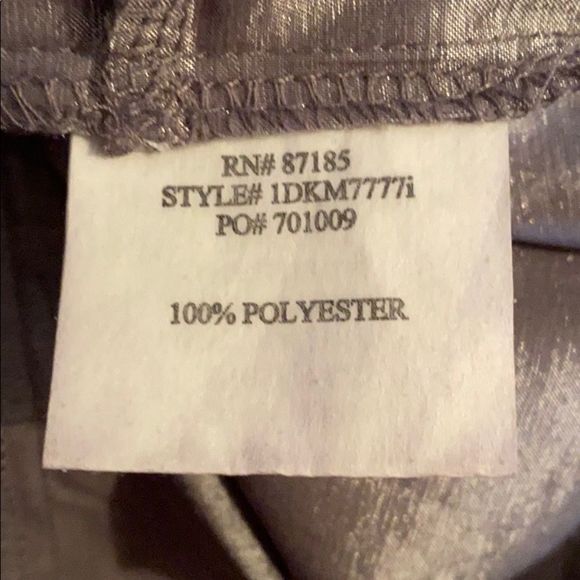 RN# 87185
STYLE# 1DKM7777i
PO# 701009
100% POLYESTER